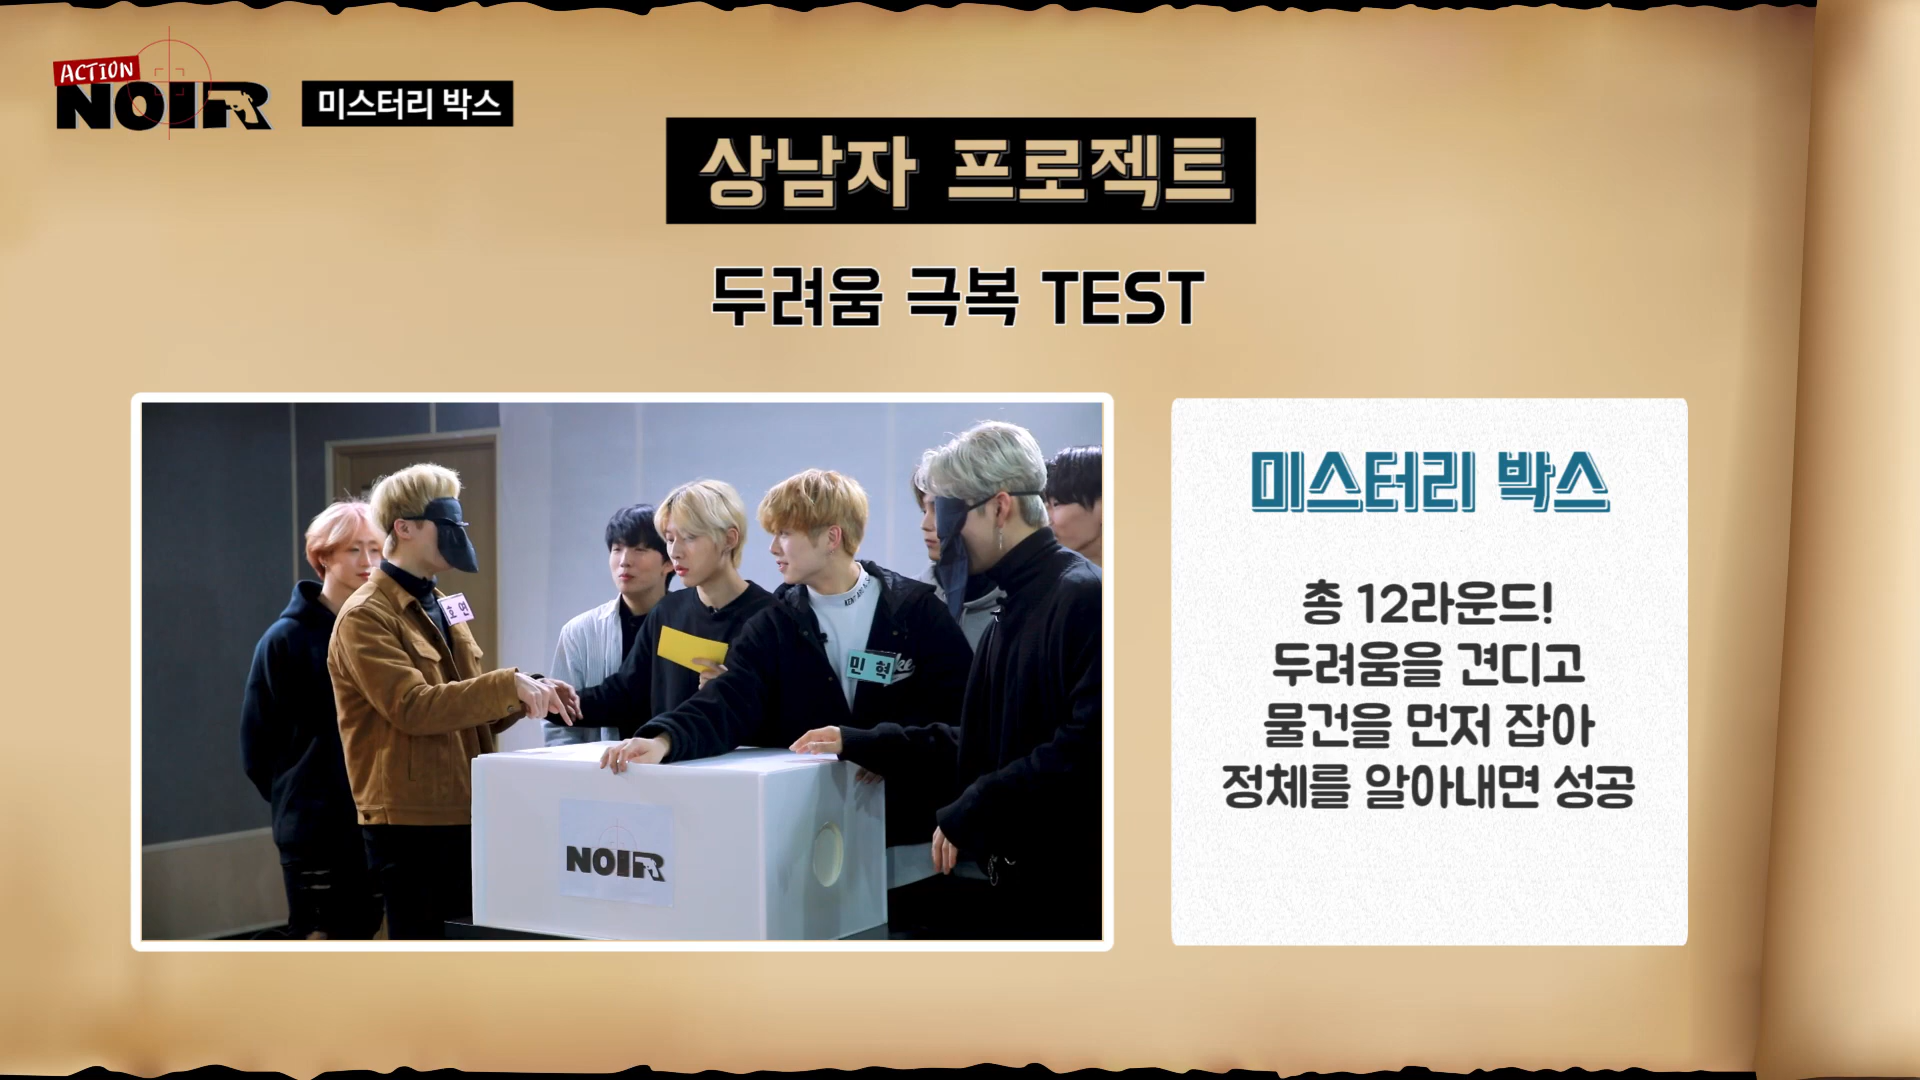 ACTION
NOIR
미스터리 박스
상남자 프로젝트
두려움 극복 TEST
호 연
민 혁
NOIR
미스터리 박스
총 12라운드!
두려움을 견디고
물건을 먼저 잡아
정체를 알아내면 성공